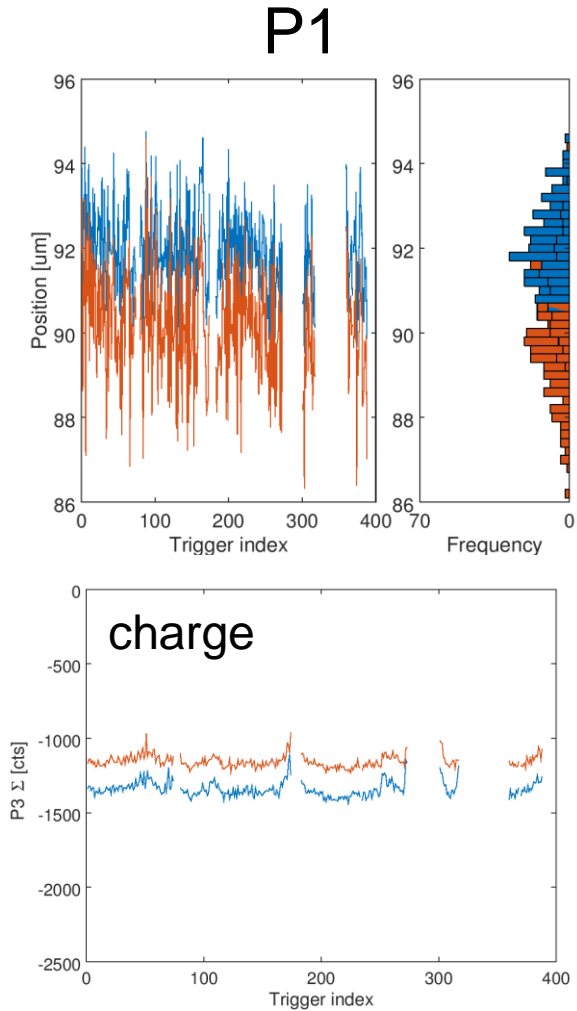 P1
96
94
92
90
88
86
Position [um]
0 100 200 300 400
Trigger index
96
94
92
90
88
86
70 0
Frequency
charge
0
-500
-1000
-1500
-2000
-2500
P3 Σ [cts]
0 100 200 300 400
Trigger index